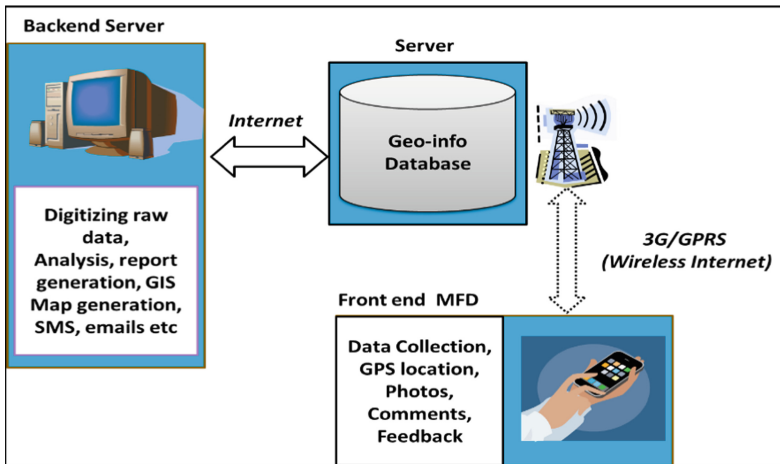 Backend Server
Digitizing raw
data,
Analysis, report
generation, GIS
Map generation,
SMS, emails etc
Internet
Server
Geo-info
Database
3G/GPRS
(Wireless Internet)
Front end  MFD
Data Collection,
GPS location,
Photos,
Comments,
Feedback